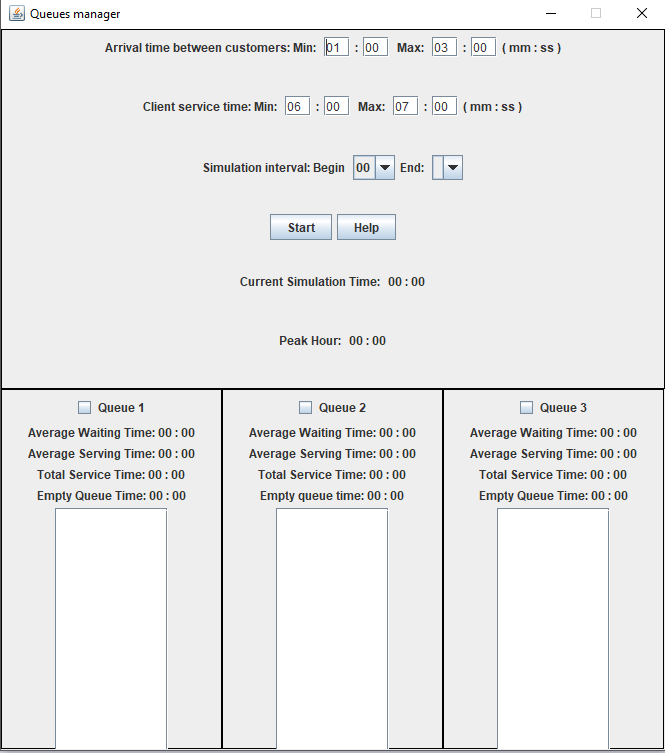 Queues manager
Arrival time between customers: Min: 01 : 00 Max: 03 : 00 ( mm : ss )
Client service time: Min: 06 : 00 Max: 07 : 00 ( mm : ss )
Simulation interval: Begin 00 End:
Start Help
Current Simulation Time: 00 : 00
Peak Hour: 00 : 00
Queue 1
Average Waiting Time: 00 : 00
Average Serving Time: 00 : 00
Total Service Time: 00 : 00
Empty Queue Time: 00 : 00
Queue 2
Average Waiting Time: 00 : 00
Average Serving Time: 00 : 00
Total Service Time: 00 : 00
Empty queue time: 00 : 00
Queue 3
Average Waiting Time: 00 : 00
Average Serving Time: 00 : 00
Total Service Time: 00 : 00
Empty Queue Time: 00 : 00